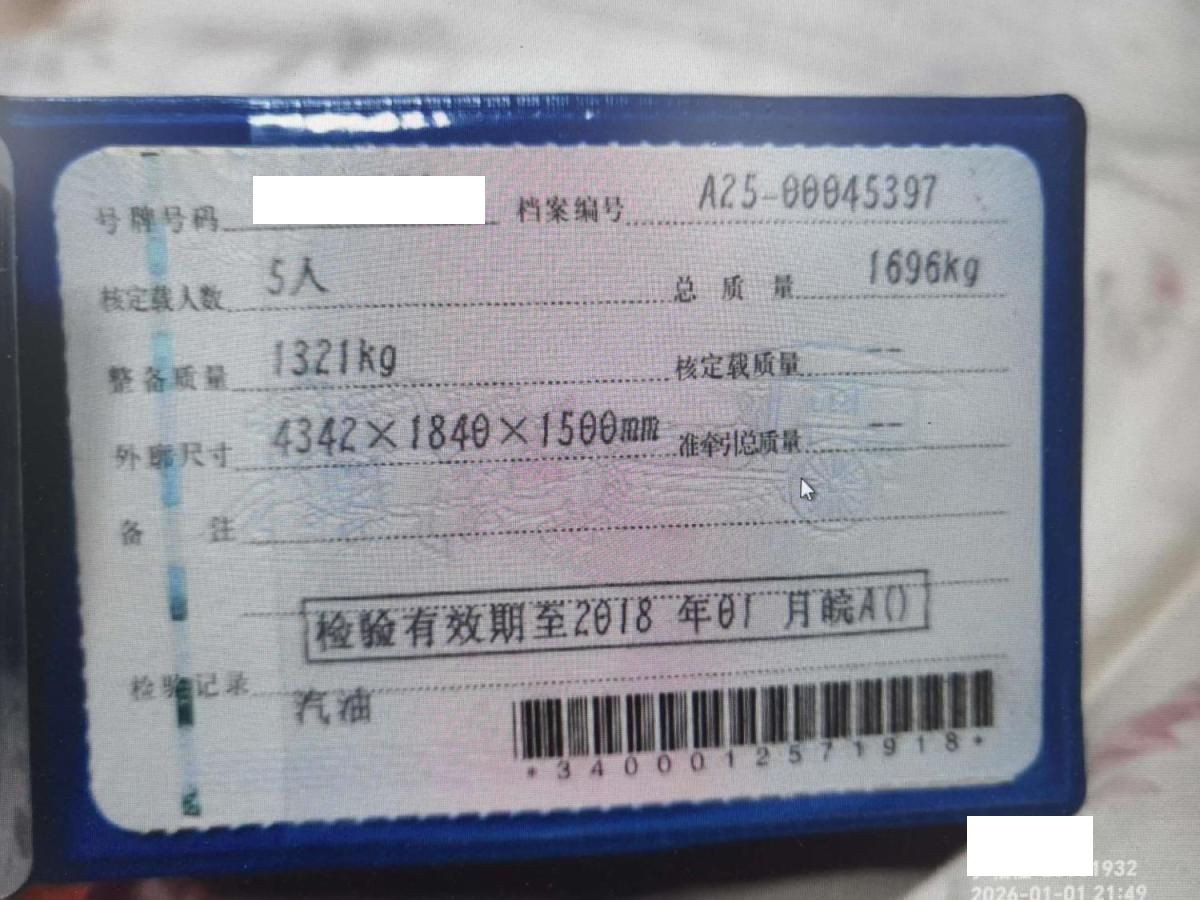 号牌号码 档案编号 A25-00045397
核定载人数 5人 总质量 1696kg
整备质量 1321kg 核定载质量 --
外廓尺寸 4342×1840×1500mm 准牵引总质量 --
备注
检验有效期至2018 年01 月皖A()
检验记录
汽油
*3400012571918*
1932
2026-01-01 21:49